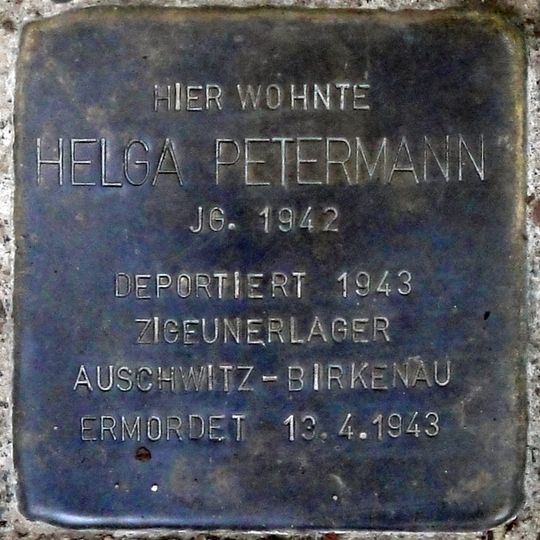 HIER WOHNTE
HELGA PETERMANN
JG. 1942
DEPORTIERT 1943
ZIGEUNERLAGER
AUSCHWITZ-BIRKENAU
ERMORDET 13.4.1943